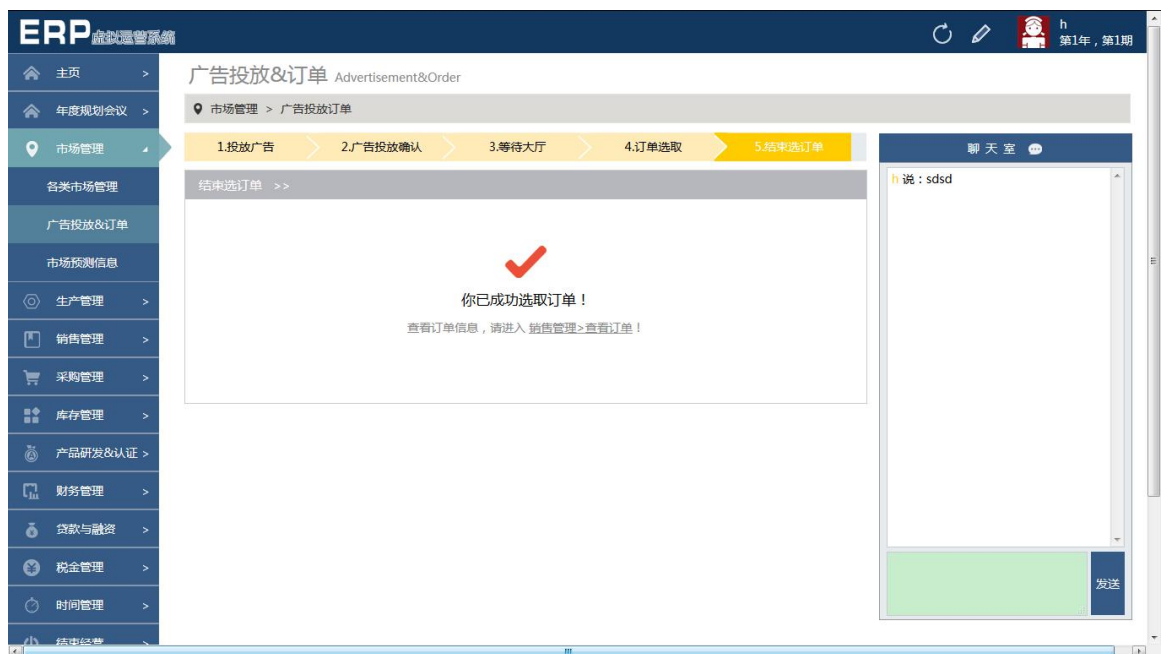 ERP虚拟运营系统
h
第1年，第1期
主页 >
年度规划会议 >
市场管理
各类市场管理
广告投放&订单
市场预测信息
生产管理 >
销售管理 >
采购管理 >
库存管理 >
产品研发&认证 >
财务管理 >
贷款与融资 >
税金管理 >
时间管理 >
结束经营 >
广告投放&订单 Advertisement&Order
市场管理 > 广告投放订单
1.投放广告 2.广告投放确认 3.等待大厅 4.订单选取 5.结束选订单
结束选订单 >>
你已成功选取订单！
查看订单信息，请进入 销售管理>查看订单！
聊天室
h 说：sdsd
发送